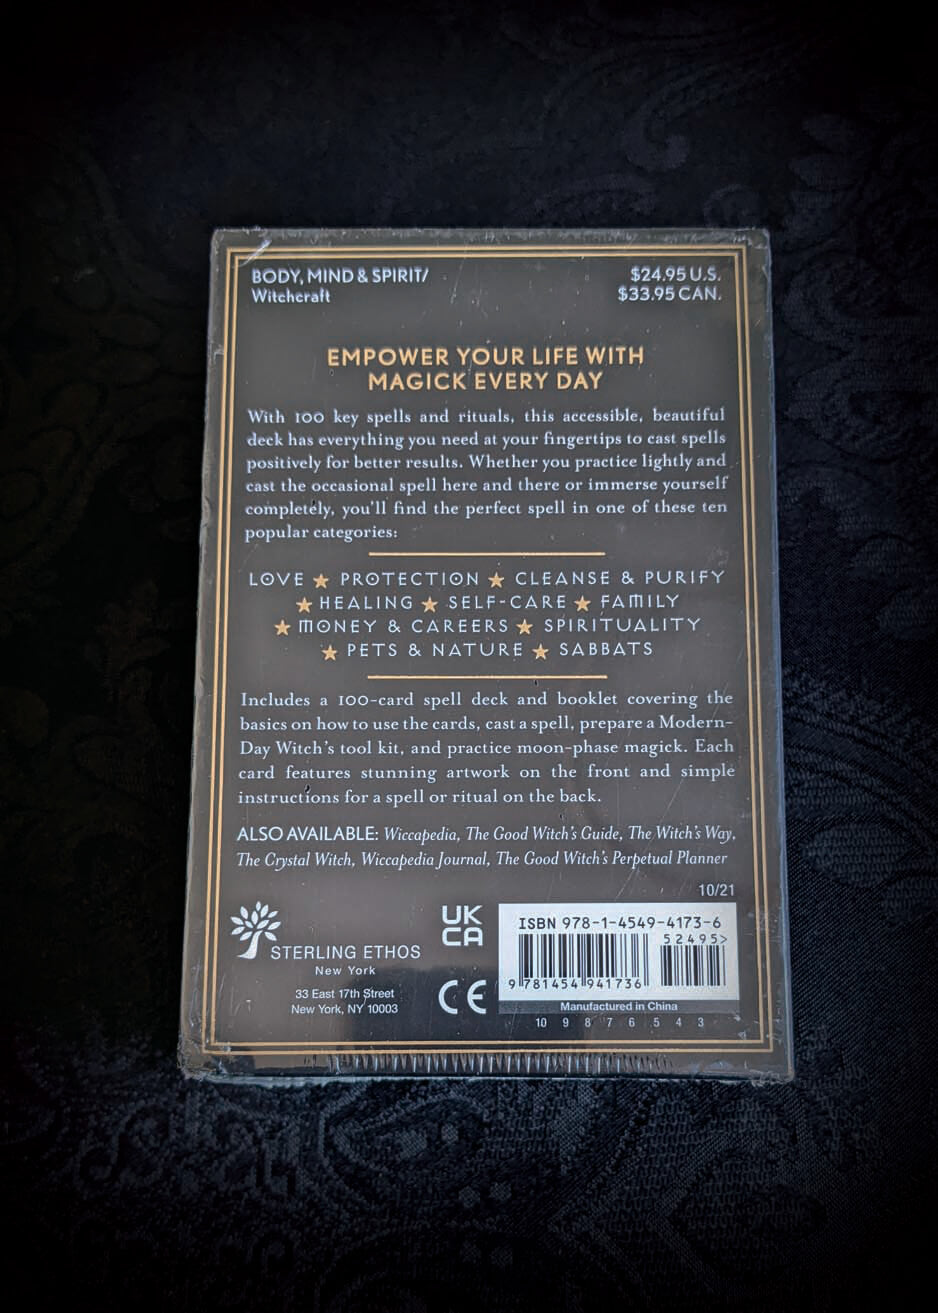 BODY, MIND & SPIRIT/
Witchcraft
$24.95 U.S.
$33.95 CAN.
EMPOWER YOUR LIFE WITH
MAGICK EVERY DAY
With 100 key spells and rituals, this accessible, beautiful
deck has everything you need at your fingertips to cast spells
positively for better results. Whether you practice lightly and
cast the occasional spell here and there or immerse yourself
completely, you'll find the perfect spell in one of these ten
popular categories:
LOVE ★ PROTECTION ★ CLEANSE & PURIFY
★ HEALING ★ SELF-CARE ★ FAMILY
★ MONEY & CAREERS ★ SPIRITUALITY
★ PETS & NATURE ★ SABBATS
Includes a 100-card spell deck and booklet covering the
basics on how to use the cards, cast a spell, prepare a Modern-
Day Witch's tool kit, and practice moon-phase magick. Each
card features stunning artwork on the front and simple
instructions for a spell or ritual on the back.
ALSO AVAILABLE: Wiccapedia, The Good Witch's Guide, The Witch's Way,
The Crystal Witch, Wiccapedia Journal, The Good Witch's Perpetual Planner
10/21
STERLING ETHOS
New York
33 East 17th Street
New York, NY 10003
UK
CA
CE
ISBN 978-1-4549-4173-6
52495>
9 781454 941736
Manufactured in China
10 9 8 7 6 5 4 3